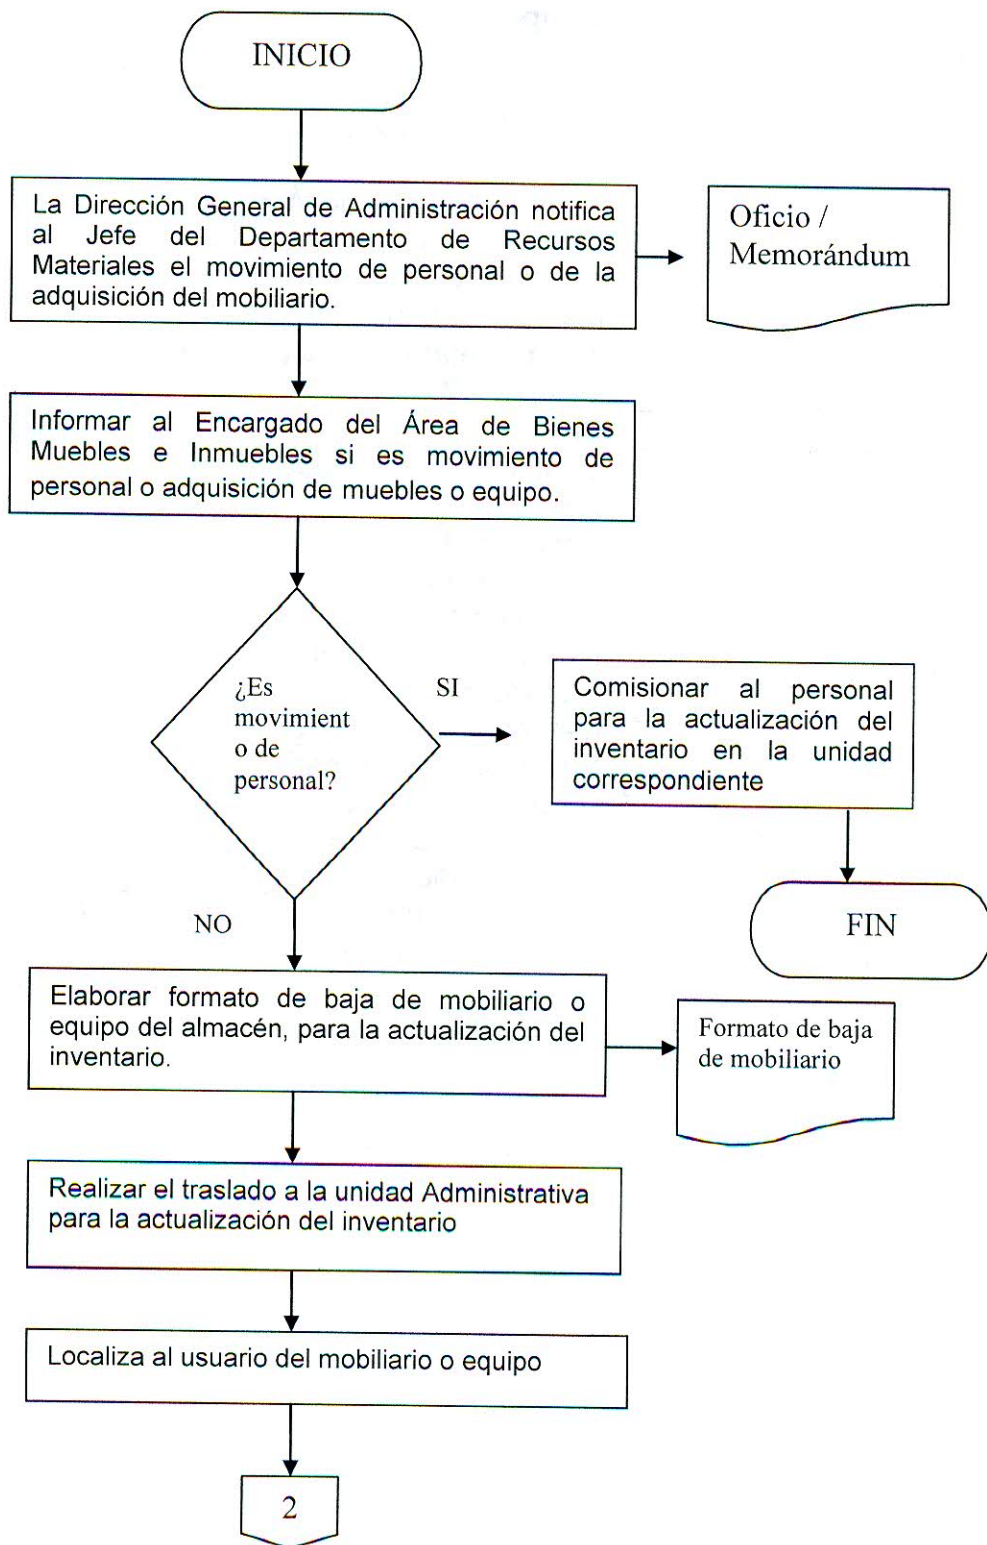 INICIO
La Dirección General de Administración notifica
al Jefe del Departamento de Recursos
Materiales el movimiento de personal o de la
adquisición del mobiliario.
Oficio /
Memorándum
Informar al Encargado del Área de Bienes
Muebles e Inmuebles si es movimiento de
personal o adquisición de muebles o equipo.
¿Es
movimient
o de
personal?
SI
Comisionar al personal
para la actualización del
inventario en la unidad
correspondiente
NO
FIN
Elaborar formato de baja de mobiliario o
equipo del almacén, para la actualización del
inventario.
Formato de baja
de mobiliario
Realizar el traslado a la unidad Administrativa
para la actualización del inventario
Localiza al usuario del mobiliario o equipo
2